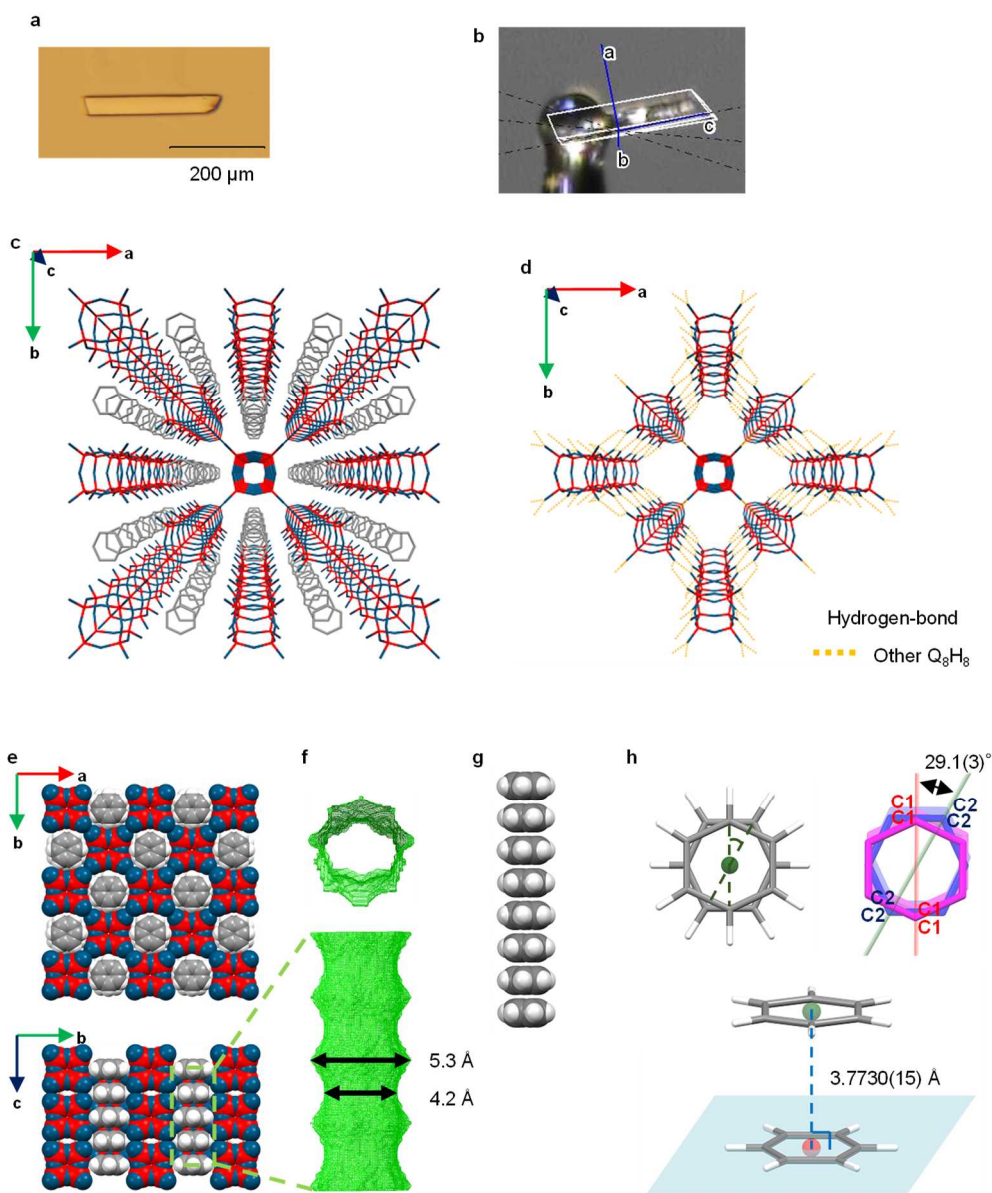 a
200 µm
b
a
c
b
c
a
c
b
d
a
c
b
Hydrogen-bond
Other Q₈H₈
e
a
b
b
c
f
5.3 Å
4.2 Å
g
h
29.1(3)°
C1
C1
C2
C2
C2
C2
C1
C1
3.7730(15) Å